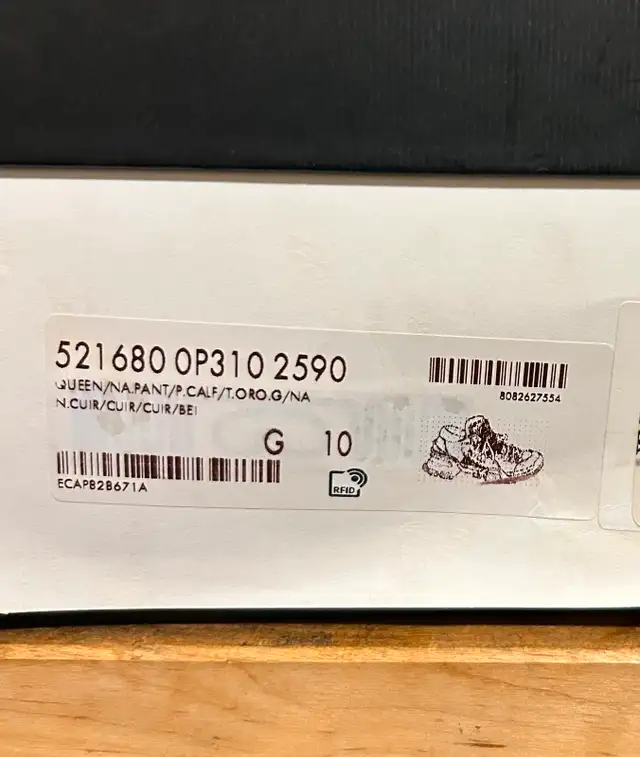 521680 0P310 2590
QUEEN/NA.PANT/P.CALF/T.ORO.G/NA
N.CUIR/CUIR/CUIR/BEI
G 10
8082627554
ECAPB2B671A
RFID